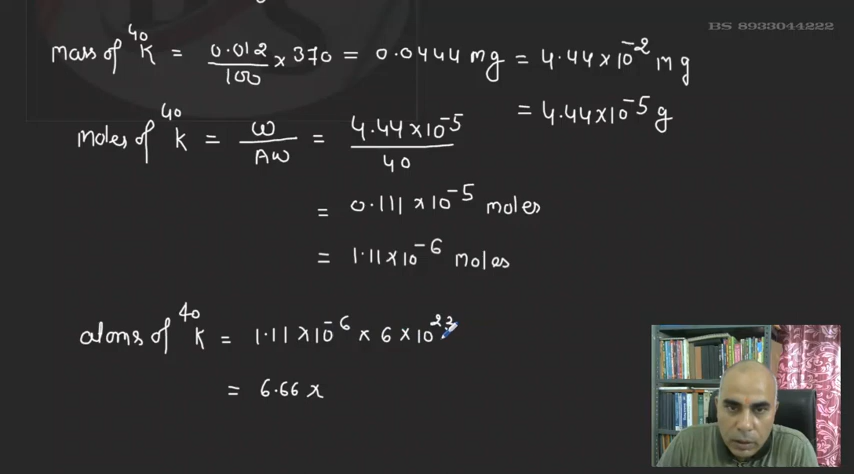 BS 8933044222
mass of ⁴⁰K = 0.012/100 × 370 = 0.0444 mg = 4.44 × 10⁻² mg
= 4.44 × 10⁻⁵ g
moles of ⁴⁰K = w/Aw = 4.44 × 10⁻⁵/40
= 0.111 × 10⁻⁵ moles
= 1.11 × 10⁻⁶ moles
atoms of ⁴⁰K = 1.11 × 10⁻⁶ × 6 × 10²³
= 6.66 ×